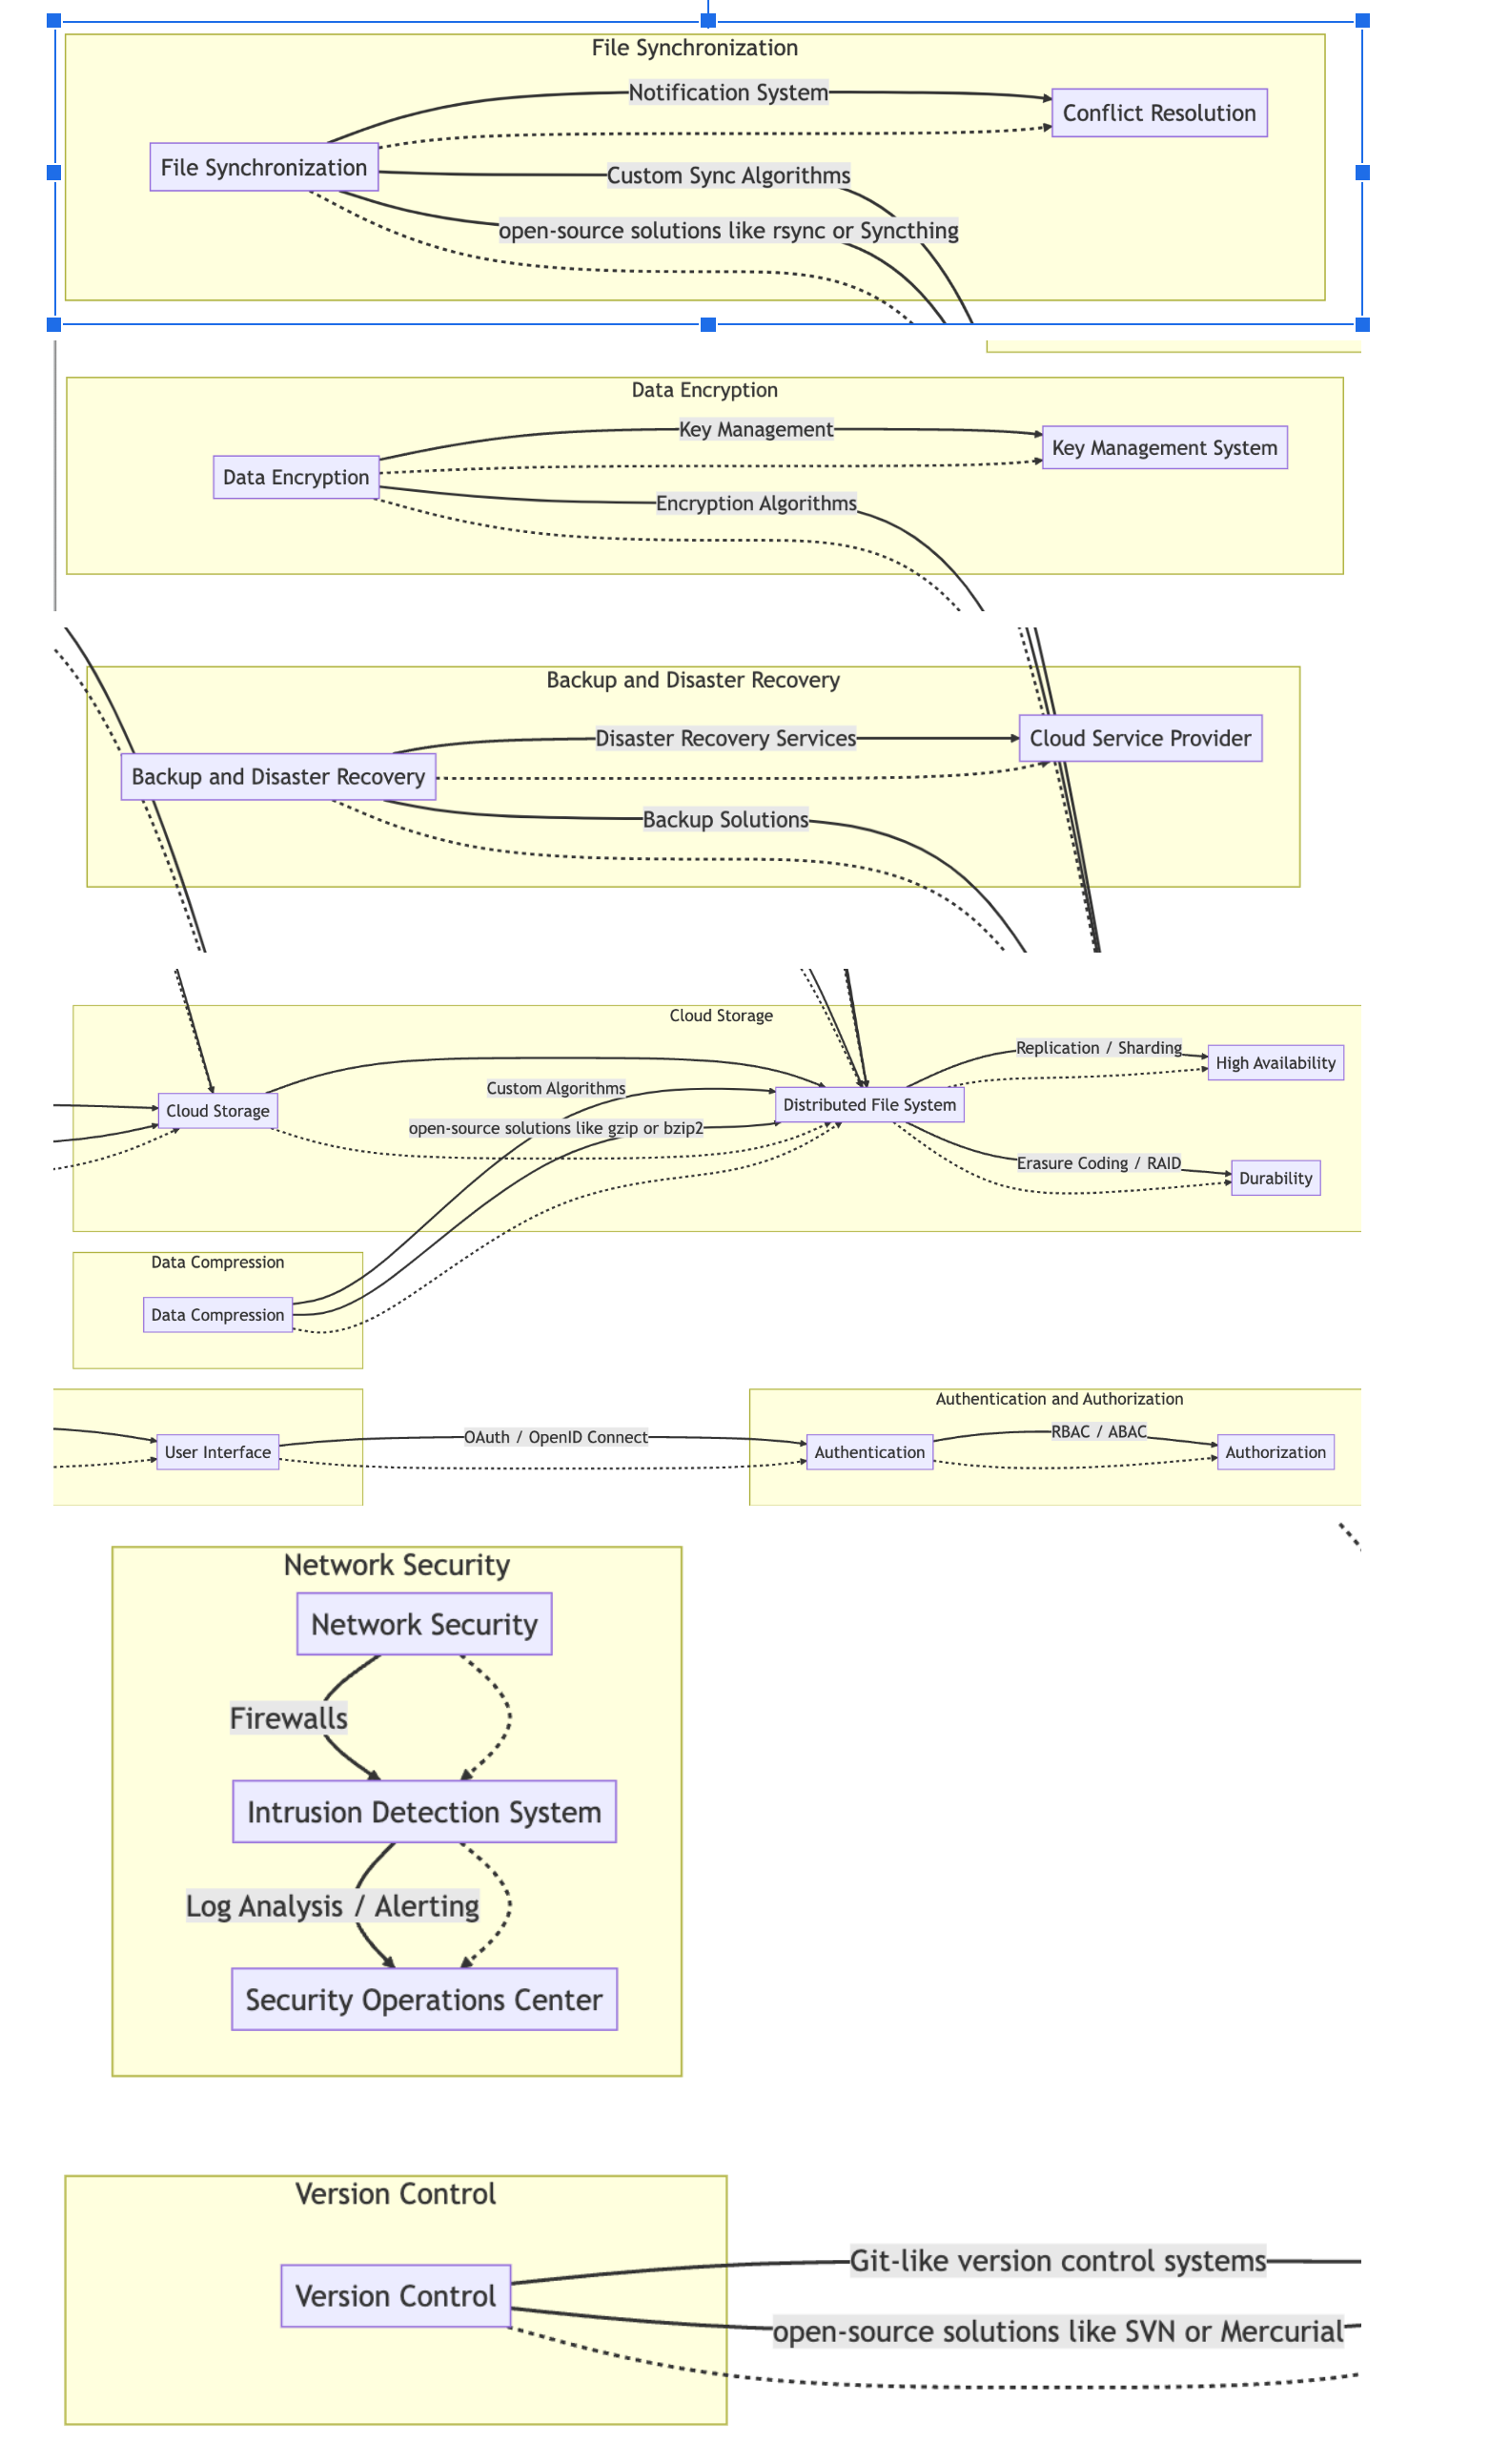 File Synchronization
Notification System
Conflict Resolution
File Synchronization
Custom Sync Algorithms
open-source solutions like rsync or Syncthing
Data Encryption
Key Management
Key Management System
Data Encryption
Encryption Algorithms
Backup and Disaster Recovery
Disaster Recovery Services
Cloud Service Provider
Backup and Disaster Recovery
Backup Solutions
Cloud Storage
Replication / Sharding
High Availability
Custom Algorithms
Cloud Storage
Distributed File System
open-source solutions like gzip or bzip2
Erasure Coding / RAID
Durability
Data Compression
Data Compression
Authentication and Authorization
OAuth / OpenID Connect
RBAC / ABAC
User Interface
Authentication
Authorization
Network Security
Network Security
Firewalls
Intrusion Detection System
Log Analysis / Alerting
Security Operations Center
Version Control
Git-like version control systems
Version Control
open-source solutions like SVN or Mercurial